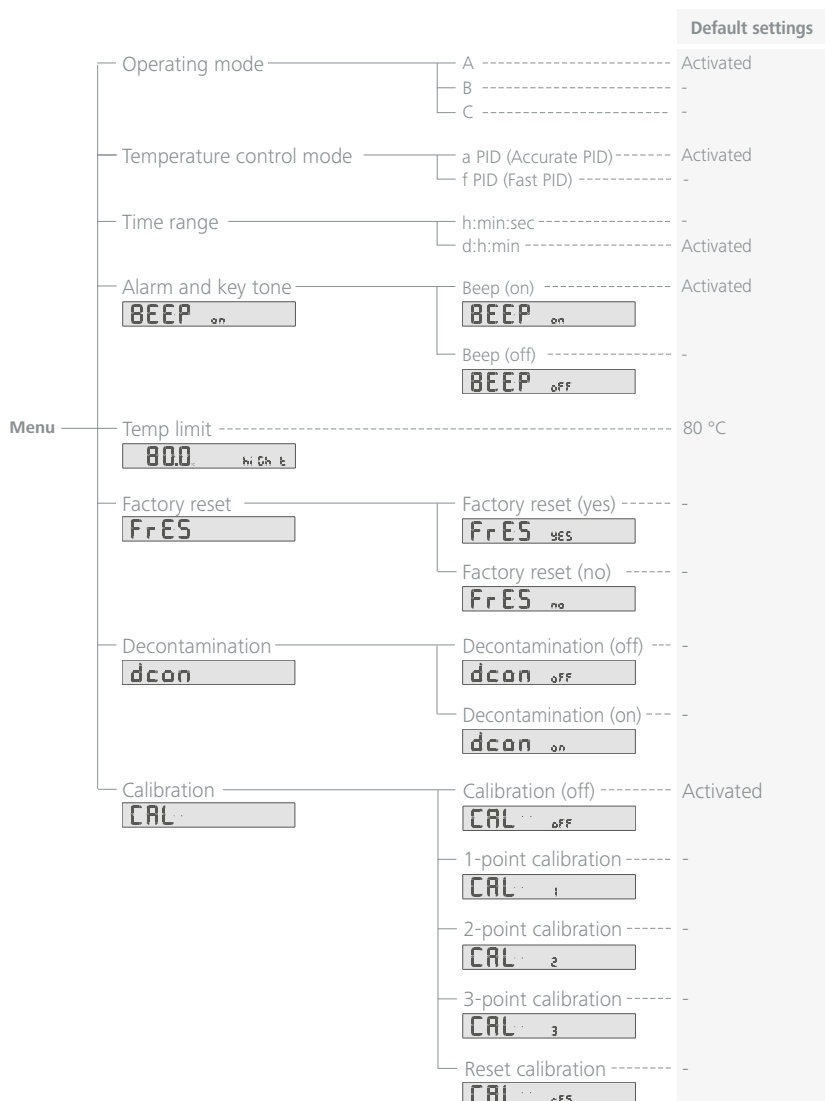 Default settings
Operating mode A Activated
B -
C -
Temperature control mode a PID (Accurate PID) Activated
f PID (Fast PID) -
Time range h:min:sec -
d:h:min Activated
Alarm and key tone Beep (on) Activated
BEEP on BEEP on
Beep (off) -
BEEP oFF
Menu Temp limit 80 °C
80.0 hiGh t
Factory reset Factory reset (yes) -
FrES FrES yES
Factory reset (no) -
FrES no
Decontamination Decontamination (off) -
dcon dcon oFF
Decontamination (on) -
dcon on
Calibration Calibration (off) Activated
CAL CAL oFF
1-point calibration -
CAL 1
2-point calibration -
CAL 2
3-point calibration -
CAL 3
Reset calibration -
CAL